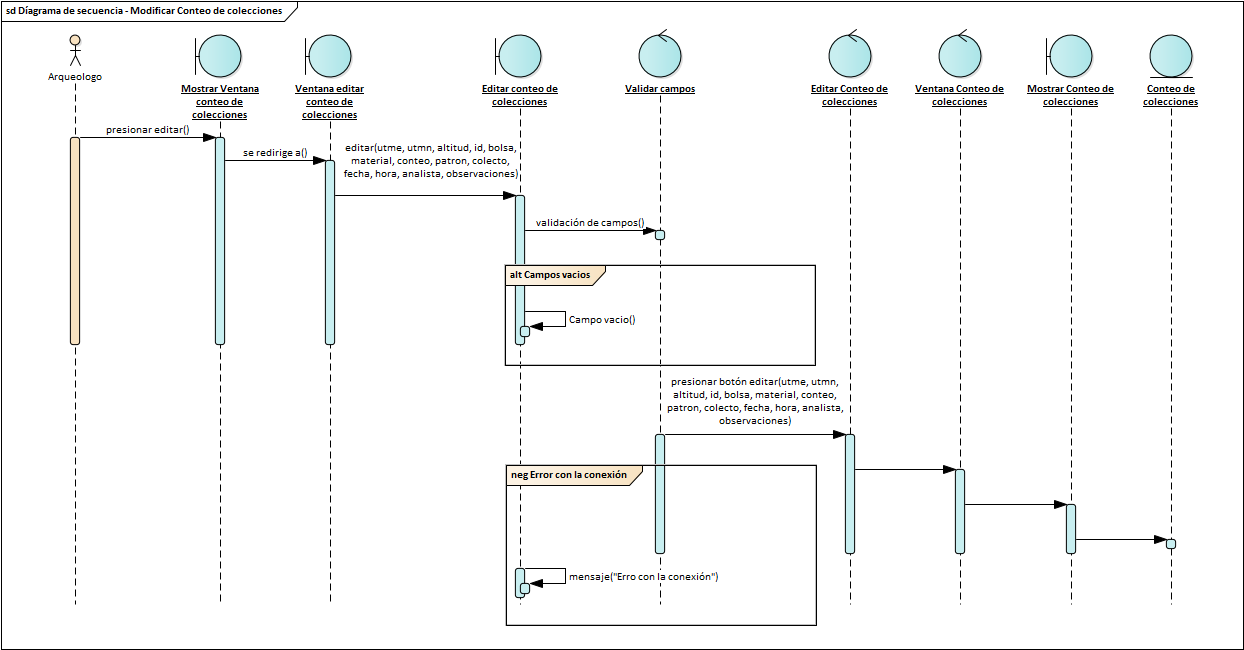 sd Diagrama de secuencia - Modificar Conteo de colecciones
Arqueologo
Mostrar Ventana
conteo de
colecciones
Ventana editar
conteo de
colecciones
Editar conteo de
colecciones
Validar campos
Editar Conteo de
colecciones
Ventana Conteo de
colecciones
Mostrar Conteo de
colecciones
Conteo de
colecciones
presionar editar()
se redirige a()
editar(utme, utmn, altitud, id, bolsa,
material, conteo, patron, colecto,
fecha, hora, analista, observaciones)
validación de campos()
alt Campos vacios
Campo vacio()
presionar botón editar(utme, utmn,
altitud, id, bolsa, material, conteo,
patron, colecto, fecha, hora, analista,
observaciones)
neg Error con la conexión
mensaje("Erro con la conexión")